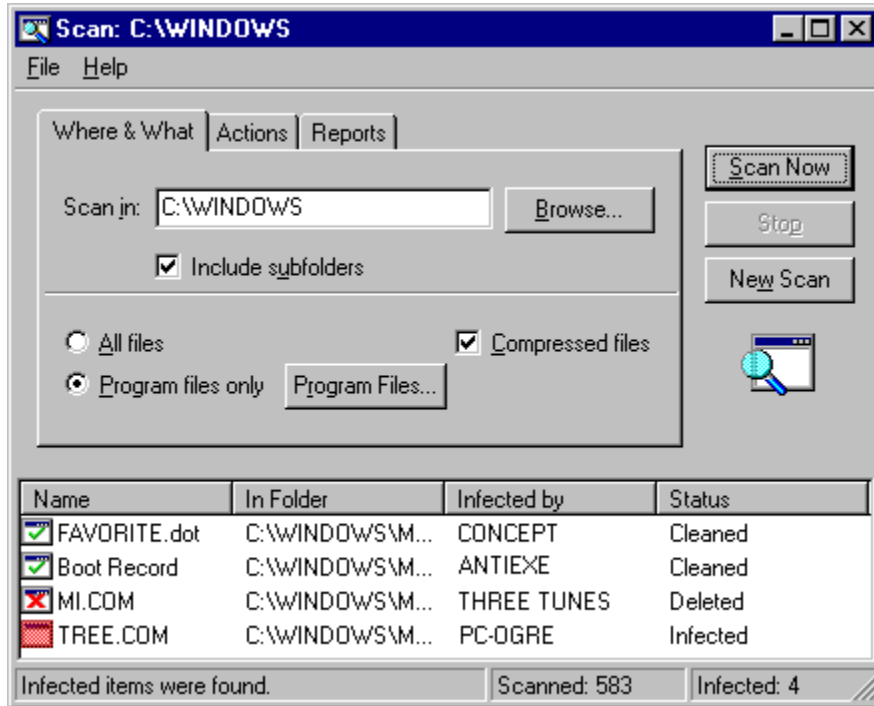 Scan: C:\WINDOWS
File Help
Where & What Actions Reports
Scan in: C:\WINDOWS Browse...
Include subfolders
All files
Compressed files
Program files only Program Files...
Scan Now
Stop
New Scan
Name In Folder Infected by Status
FAVORITE.dot C:\WINDOWS\M... CONCEPT Cleaned
Boot Record C:\WINDOWS\M... ANTIEXE Cleaned
MI.COM C:\WINDOWS\M... THREE TUNES Deleted
TREE.COM C:\WINDOWS\M... PC-OGRE Infected
Infected items were found. Scanned: 583 Infected: 4